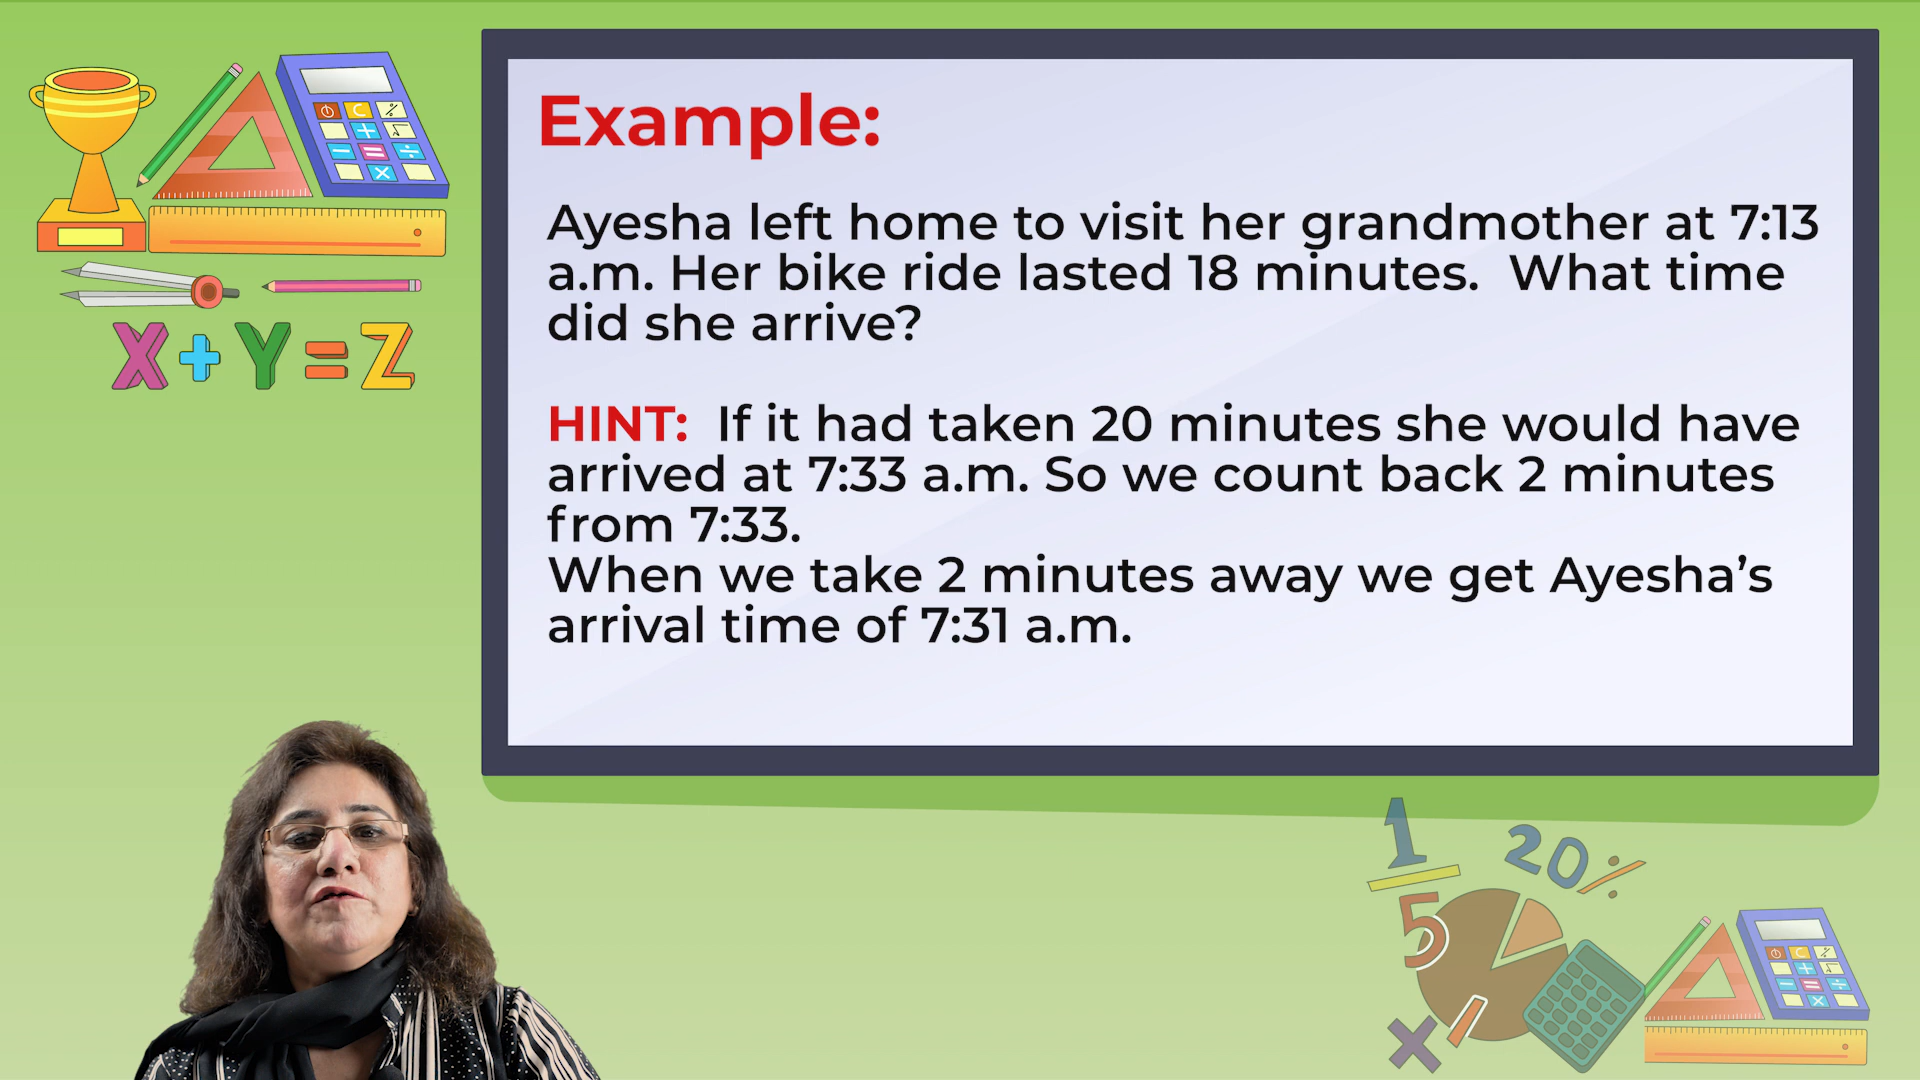 Example:
Ayesha left home to visit her grandmother at 7:13
a.m. Her bike ride lasted 18 minutes. What time
did she arrive?
HINT: If it had taken 20 minutes she would have
arrived at 7:33 a.m. So we count back 2 minutes
from 7:33.
When we take 2 minutes away we get Ayesha’s
arrival time of 7:31 a.m.
X+Y=Z
1
5
20%